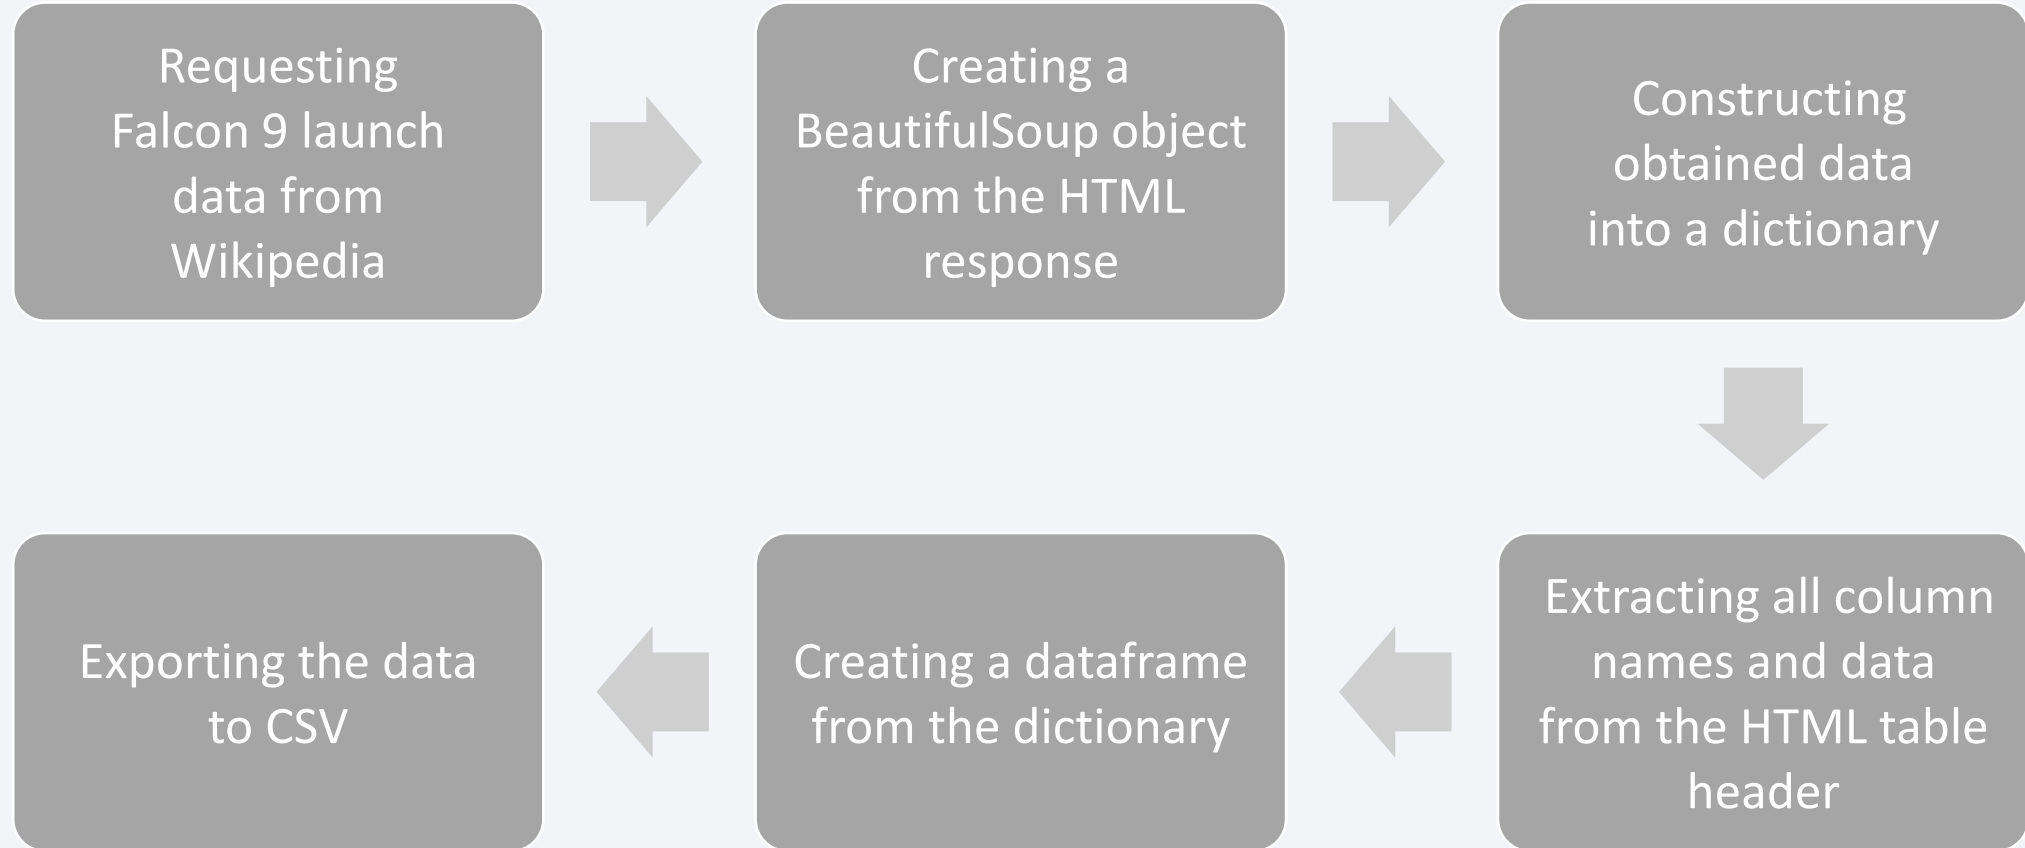 Requesting
Falcon 9 launch
data from
Wikipedia
Creating a
BeautifulSoup object
from the HTML
response
Constructing
obtained data
into a dictionary
Extracting all column
names and data
from the HTML table
header
Creating a dataframe
from the dictionary
Exporting the data
to CSV